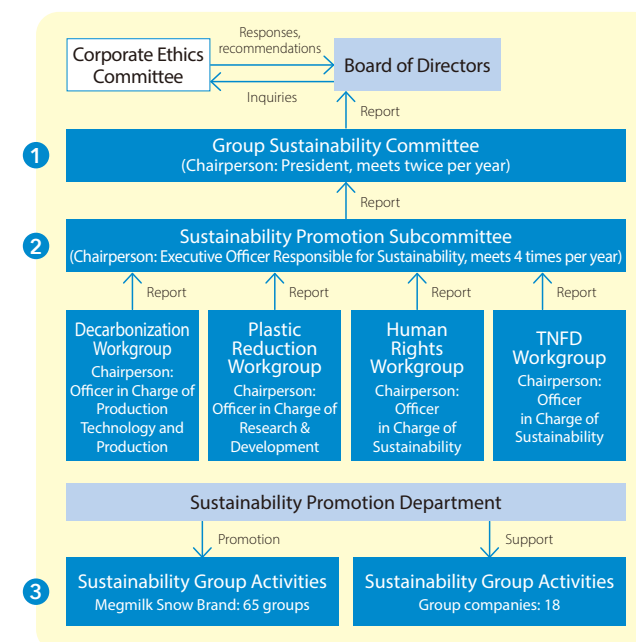 Responses,
recommendations
Corporate Ethics
Committee
Board of Directors
Inquiries
Report
1
Group Sustainability Committee
(Chairperson: President, meets twice per year)
Report
2
Sustainability Promotion Subcommittee
(Chairperson: Executive Officer Responsible for Sustainability, meets 4 times per year)
Report
Report
Report
Report
Decarbonization
Workgroup
Chairperson:
Officer in Charge of
Production
Technology and
Production
Plastic
Reduction
Workgroup
Chairperson:
Officer in Charge of
Research &
Development
Human
Rights
Workgroup
Chairperson:
Officer
in Charge of
Sustainability
TNFD
Workgroup
Chairperson:
Officer
in Charge of
Sustainability
Sustainability Promotion Department
Promotion
Support
3
Sustainability Group Activities
Megmilk Snow Brand: 65 groups
Sustainability Group Activities
Group companies: 18